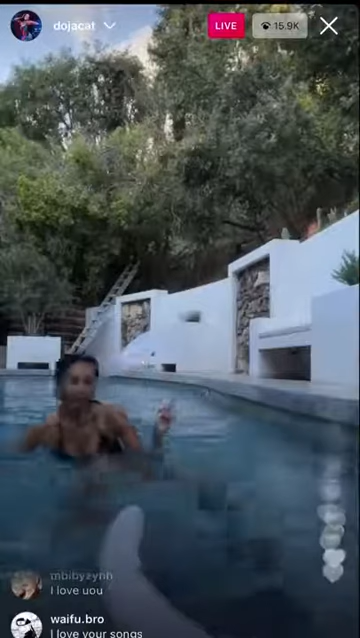 dojacat
LIVE
15.9K
mbibyzynh
I love uou
waifu.bro
I love your songs